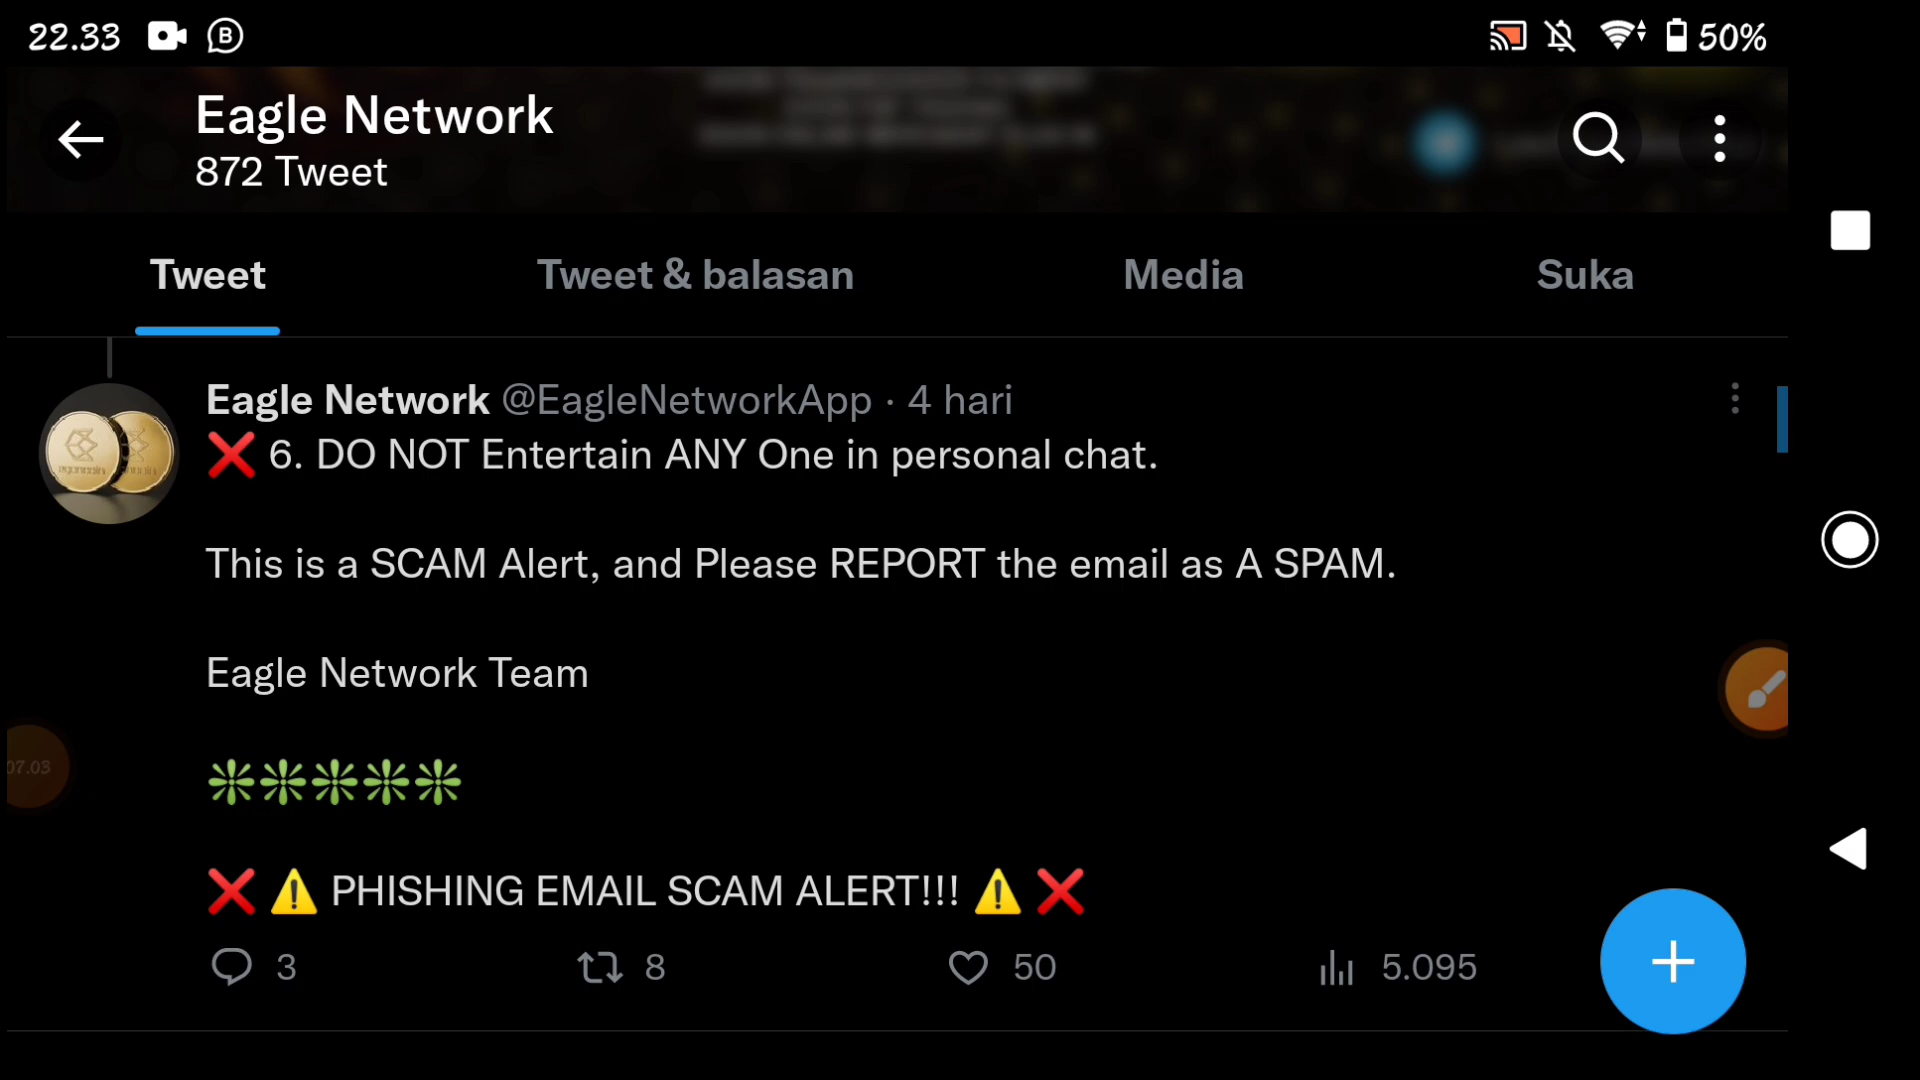 22.33
50%
Eagle Network
872 Tweet
Tweet
Tweet & balasan
Media
Suka
Eagle Network @EagleNetworkApp · 4 hari
❌ 6. DO NOT Entertain ANY One in personal chat.
This is a SCAM Alert, and Please REPORT the email as A SPAM.
Eagle Network Team
❇❇❇❇❇
❌ ⚠️ PHISHING EMAIL SCAM ALERT!!! ⚠️ ❌
3
8
50
5.095
07.03